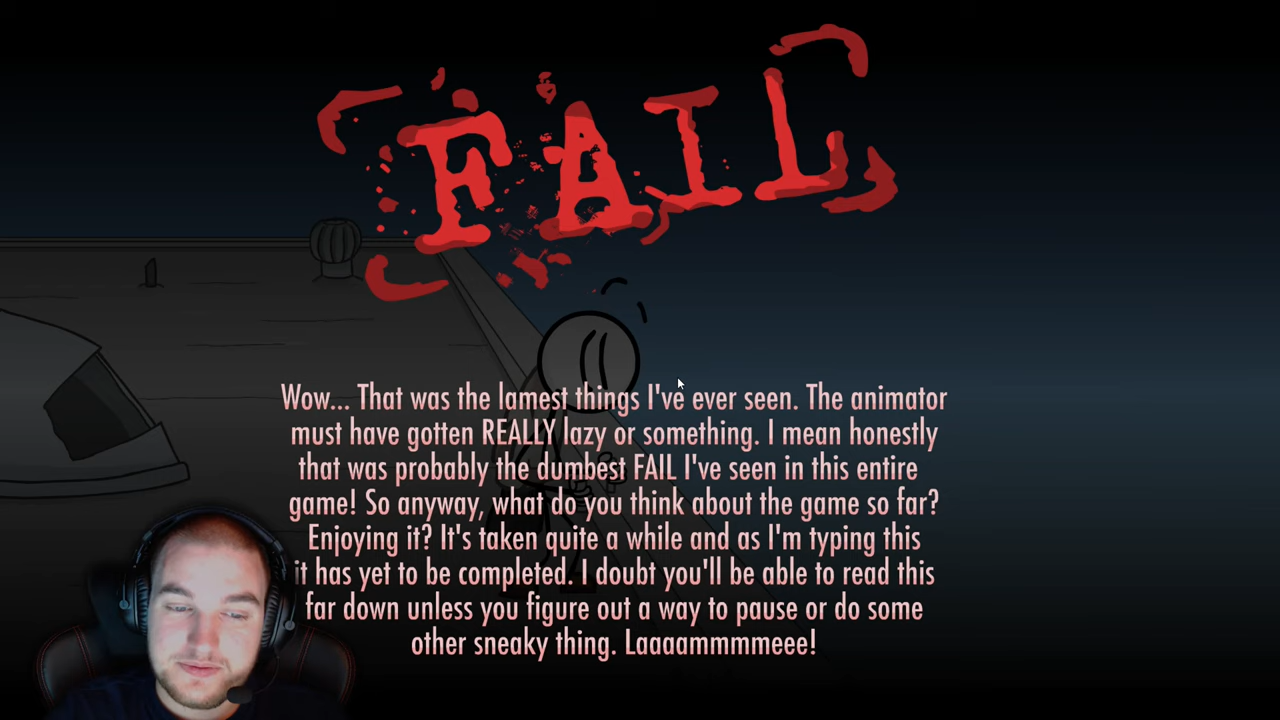 FAIL
Wow... That was the lamest things I've ever seen. The animator
must have gotten REALLY lazy or something. I mean honestly
that was probably the dumbest FAIL I've seen in this entire
game! So anyway, what do you think about the game so far?
Enjoying it? It's taken quite a while and as I'm typing this
it has yet to be completed. I doubt you'll be able to read this
far down unless you figure out a way to pause or do some
other sneaky thing. Laaaammmmeee!